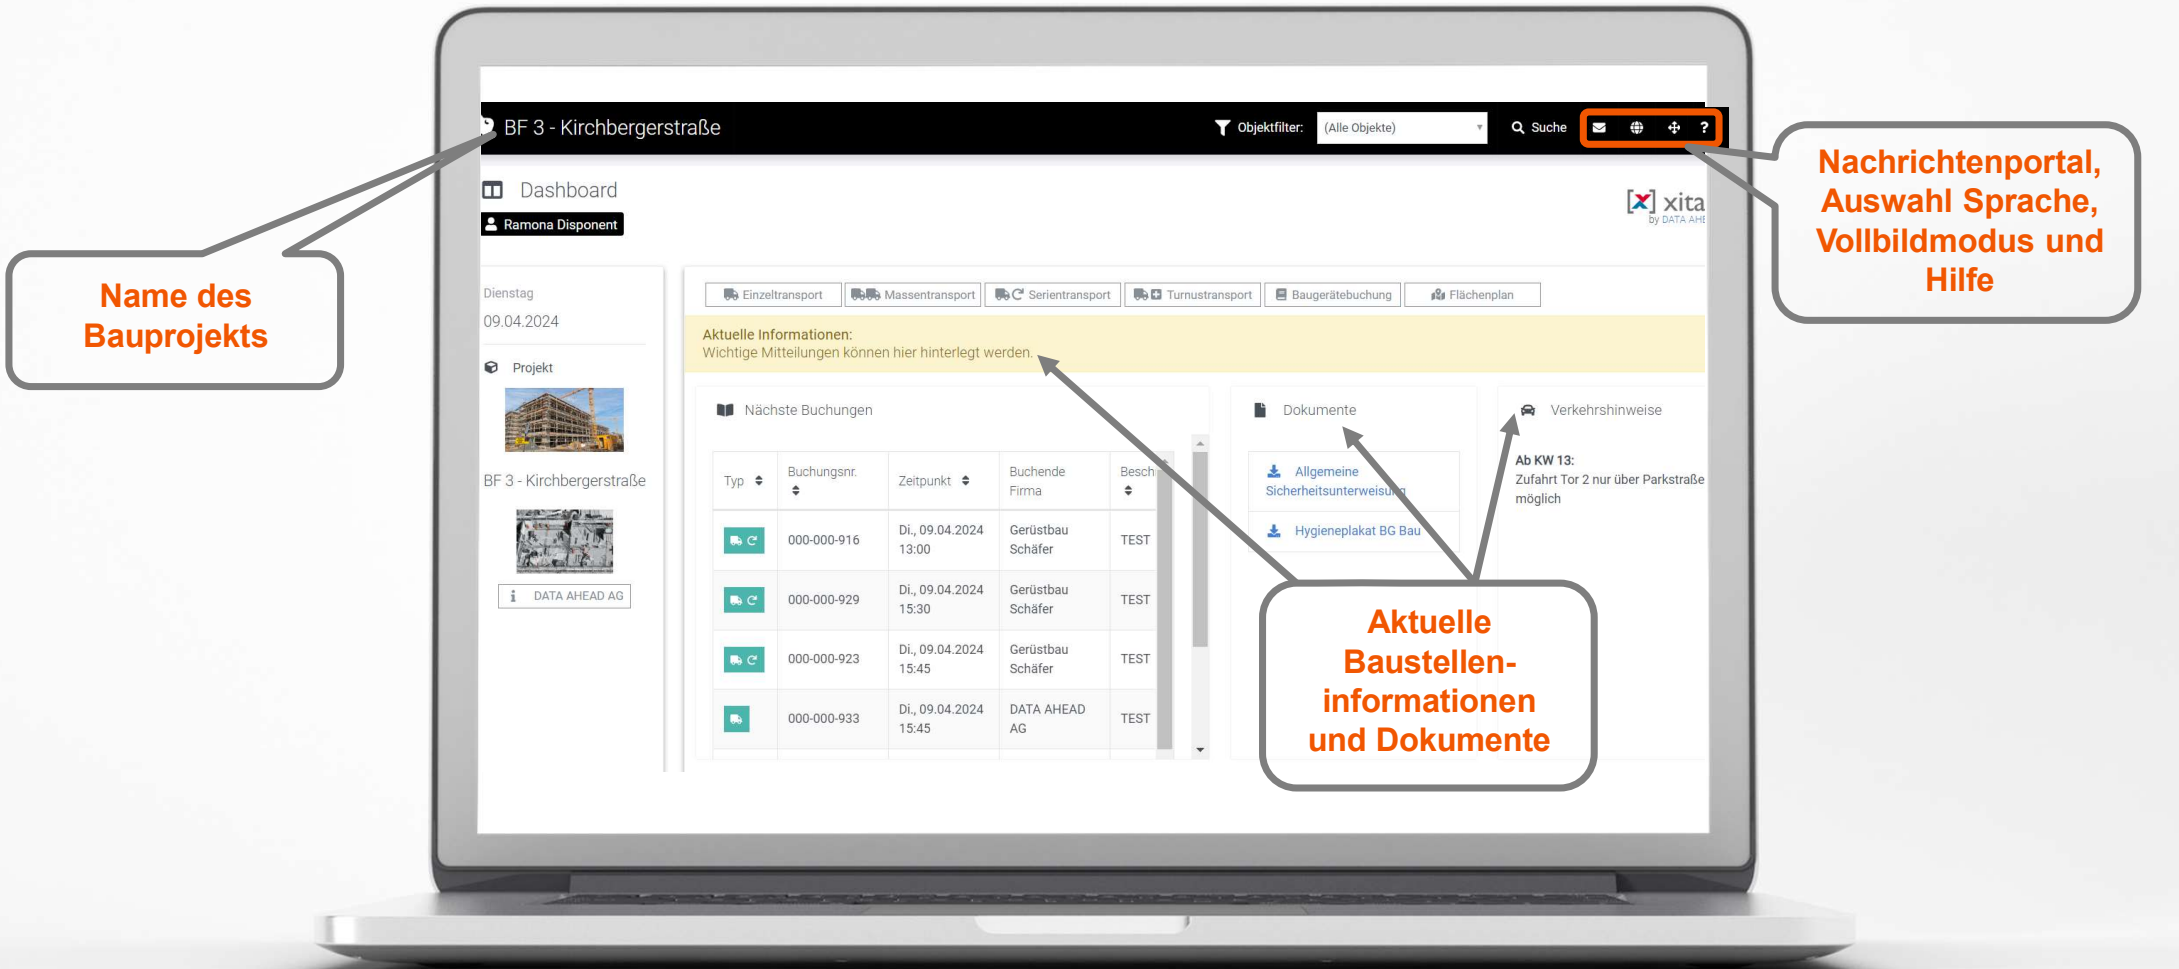 BF 3 - Kirchbergerstraße
Objektfilter:
(Alle Objekte)
Suche
?
Dashboard
Ramona Disponent
[x] xita
by DATA AHE
Name des
Bauprojekts
Nachrichtenportal,
Auswahl Sprache,
Vollbildmodus und
Hilfe
Dienstag
09.04.2024
Projekt
BF 3 - Kirchbergerstraße
i DATA AHEAD AG
Einzeltransport
Massentransport
Serientransport
Turnustransport
Baugerätebuchung
Flächenplan
Aktuelle Informationen:
Wichtige Mitteilungen können hier hinterlegt werden.
Nächste Buchungen
Typ
Buchungsnr.
Zeitpunkt
Buchende
Firma
Besch
000-000-916
Di., 09.04.2024
13:00
Gerüstbau
Schäfer
TEST
000-000-929
Di., 09.04.2024
15:30
Gerüstbau
Schäfer
TEST
000-000-923
Di., 09.04.2024
15:45
Gerüstbau
Schäfer
TEST
000-000-933
Di., 09.04.2024
15:45
DATA AHEAD
AG
TEST
Dokumente
Allgemeine
Sicherheitsunterweisung
Hygieneplakat BG Bau
Verkehrshinweise
Ab KW 13:
Zufahrt Tor 2 nur über Parkstraße
möglich
Aktuelle
Baustellen-
informationen
und Dokumente